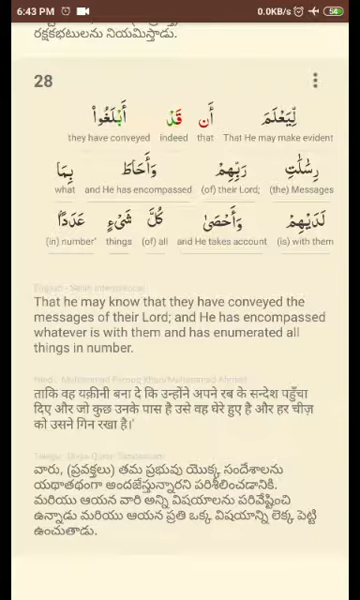 6:43 PM 0.0KB/s 54
రక్షకభటులను నియమిస్తాడు.
28
لِّيَعْلَمَ أَن قَدْ أَبْلَغُوا۟
they have conveyed indeed that That He may make evident
رِسَٰلَٰتِ رَبِّهِمْ وَأَحَاطَ بِمَا
what and He has encompassed (of) their Lord; (the) Messages
لَدَيْهِمْ وَأَحْصَىٰ كُلَّ شَىْءٍ عَدَدًۢا
(in) number" things (of) all and He takes account (is) with them
English - Sahih International
That he may know that they have conveyed the
messages of their Lord; and He has encompassed
whatever is with them and has enumerated all
things in number.
Hindi - Muhammad Farooq Khan/Muhammad Ahmed
ताकि वह यक़ीनी बना दे कि उन्होंने अपने रब के सन्देश पहुँचा
दिए और जो कुछ उनके पास है उसे वह घेरे हुए है और हर चीज़
को उसने गिन रखा है।'
వారు, (ప్రవక్తలు) తమ ప్రభువు యొక్క సందేశాలను
యథాతథంగా అందజేస్తున్నారని పరిశీలించడానికి.
మరియు ఆయన వారి అన్ని విషయాలను పరివేష్టించి
ఉన్నాడు మరియు ఆయన ప్రతి ఒక్క విషయాన్ని లెక్క పెట్టి
ఉంచుతాడు.